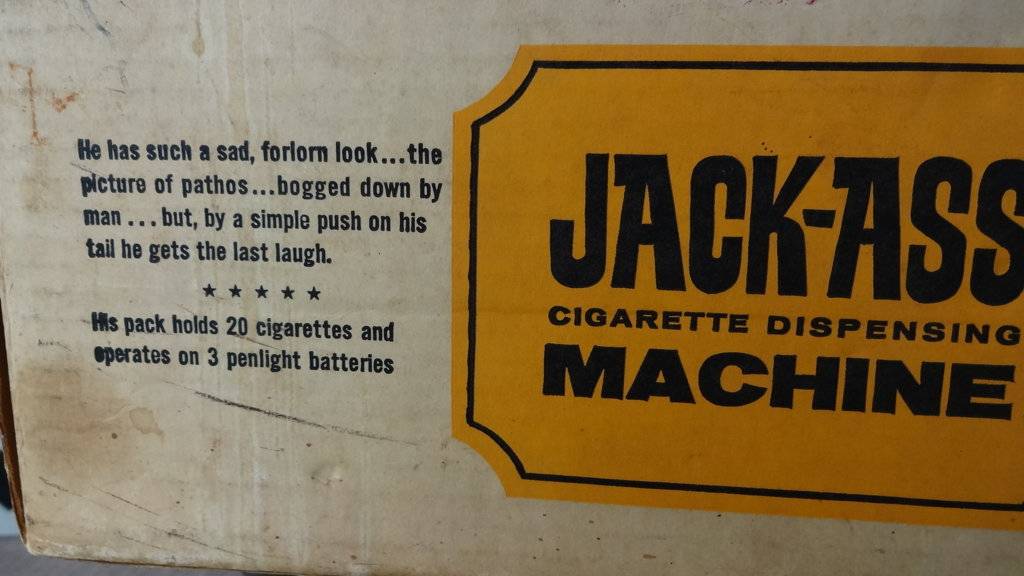 He has such a sad, forlorn look...the
picture of pathos...bogged down by
man ... but, by a simple push on his
tail he gets the last laugh.
★ ★ ★ ★ ★
His pack holds 20 cigarettes and
operates on 3 penlight batteries
JACK-ASS
CIGARETTE DISPENSING
MACHINE